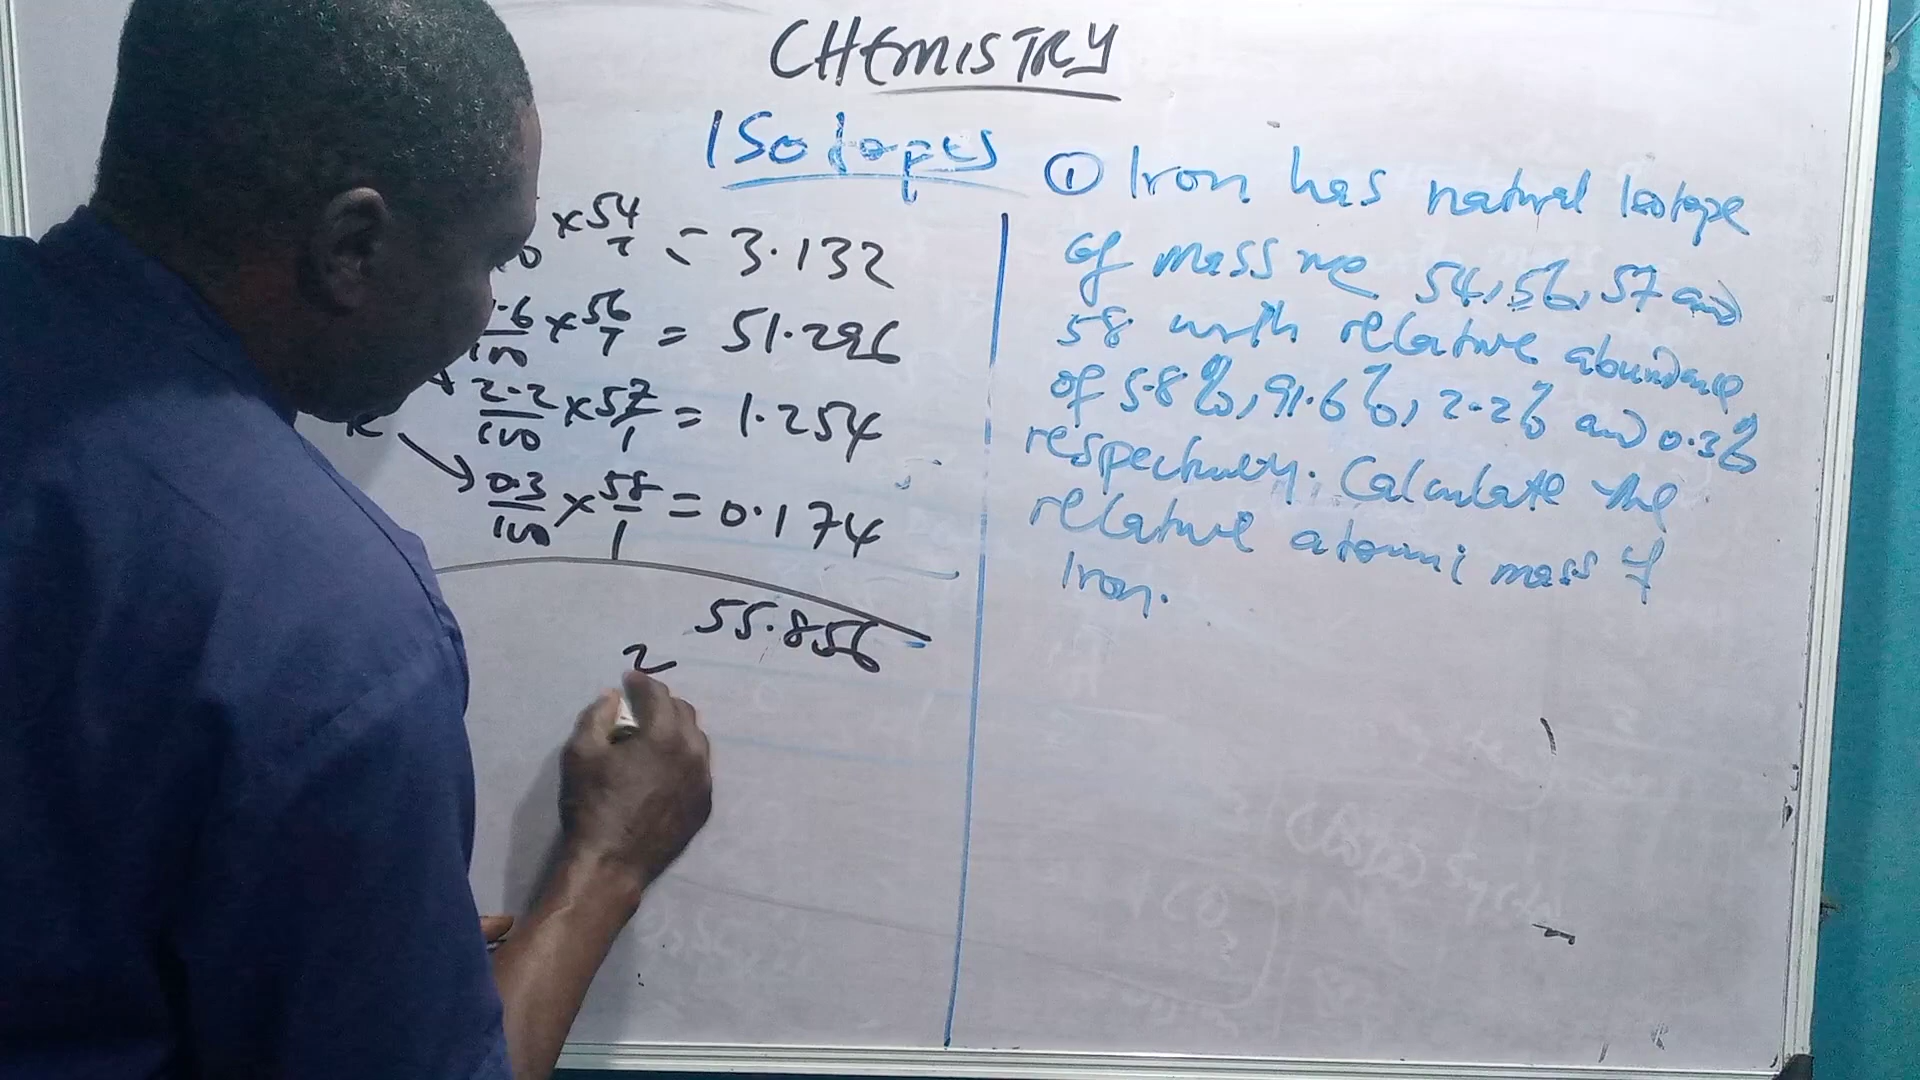 CHEMISTRY
Isotopes
× 54 = 3.132
.6/100 × 56/1 = 51.296
2.2/100 × 57/1 = 1.254
0.3/100 × 58/1 = 0.174
55.856
① Iron has natural Isotope
of mass 54, 56, 57 and
58 with relative abundance
of 5.8%, 91.6%, 2.2% and 0.3%
respectively. Calculate the
relative atomic mass of
Iron.